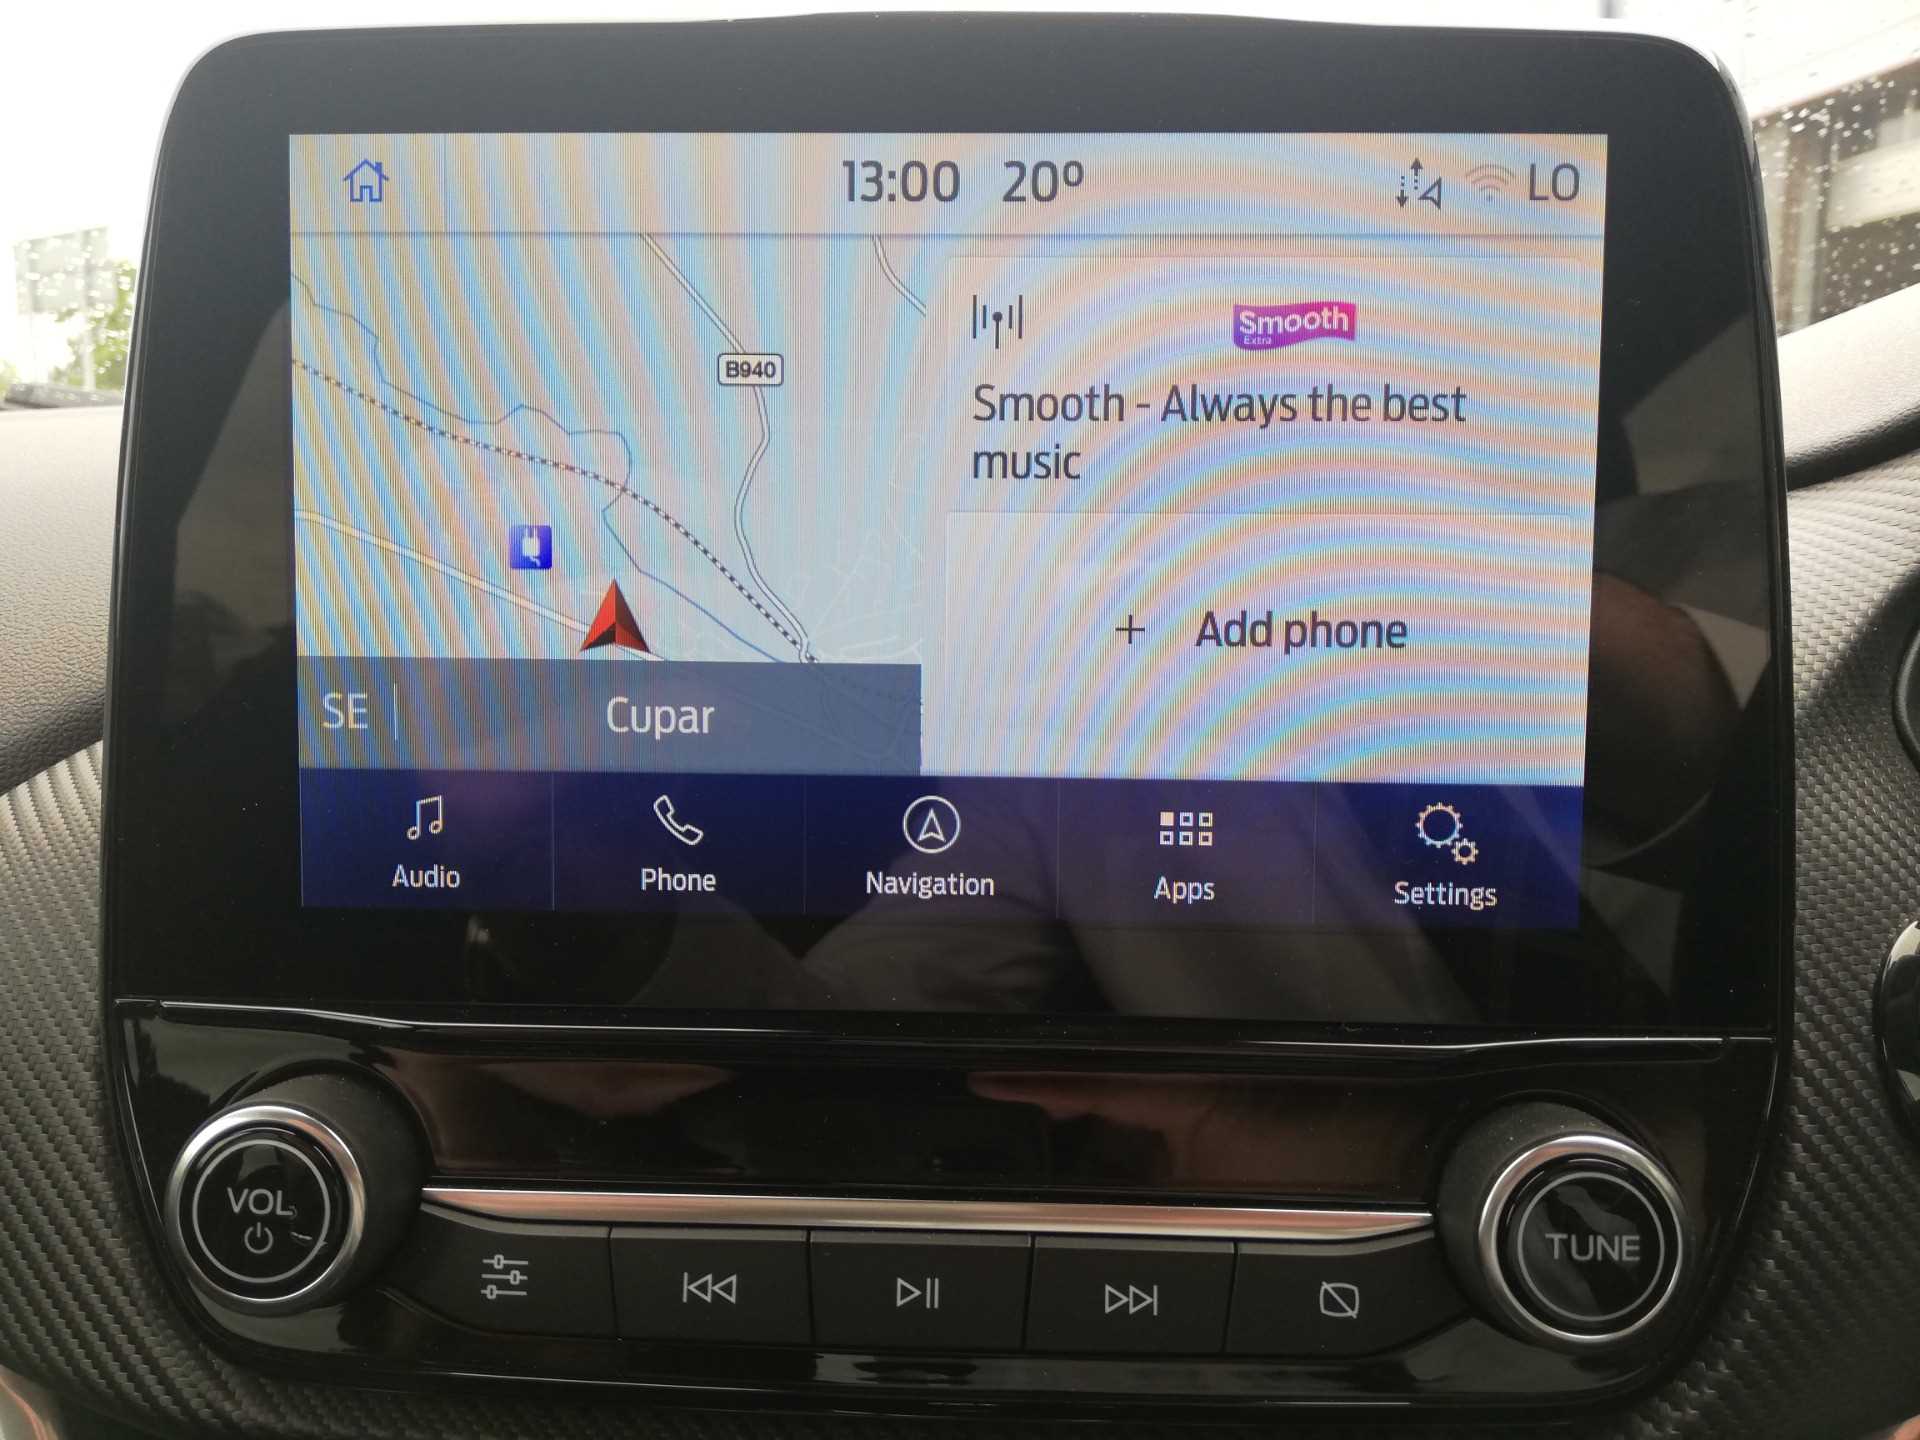 13:00 20º LO
Smooth
Extra
Smooth - Always the best
music
B940
Add phone
SE Cupar
Audio Phone Navigation Apps Settings
VOL
TUNE